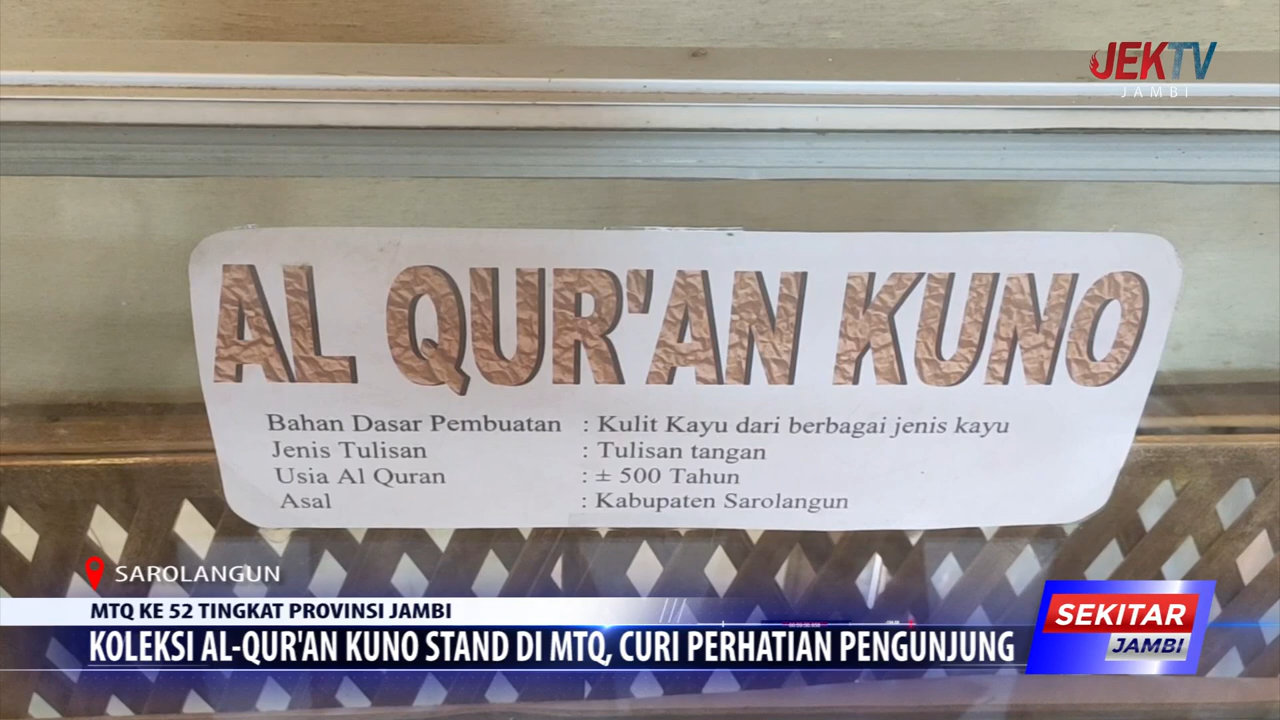 JEKTV
JAMBI
AL QUR'AN KUNO
Bahan Dasar Pembuatan : Kulit Kayu dari berbagai jenis kayu
Jenis Tulisan : Tulisan tangan
Usia Al Quran : ± 500 Tahun
Asal : Kabupaten Sarolangun
SAROLANGUN
MTQ KE 52 TINGKAT PROVINSI JAMBI
KOLEKSI AL-QUR'AN KUNO STAND DI MTQ, CURI PERHATIAN PENGUNJUNG
SEKITAR
JAMBI